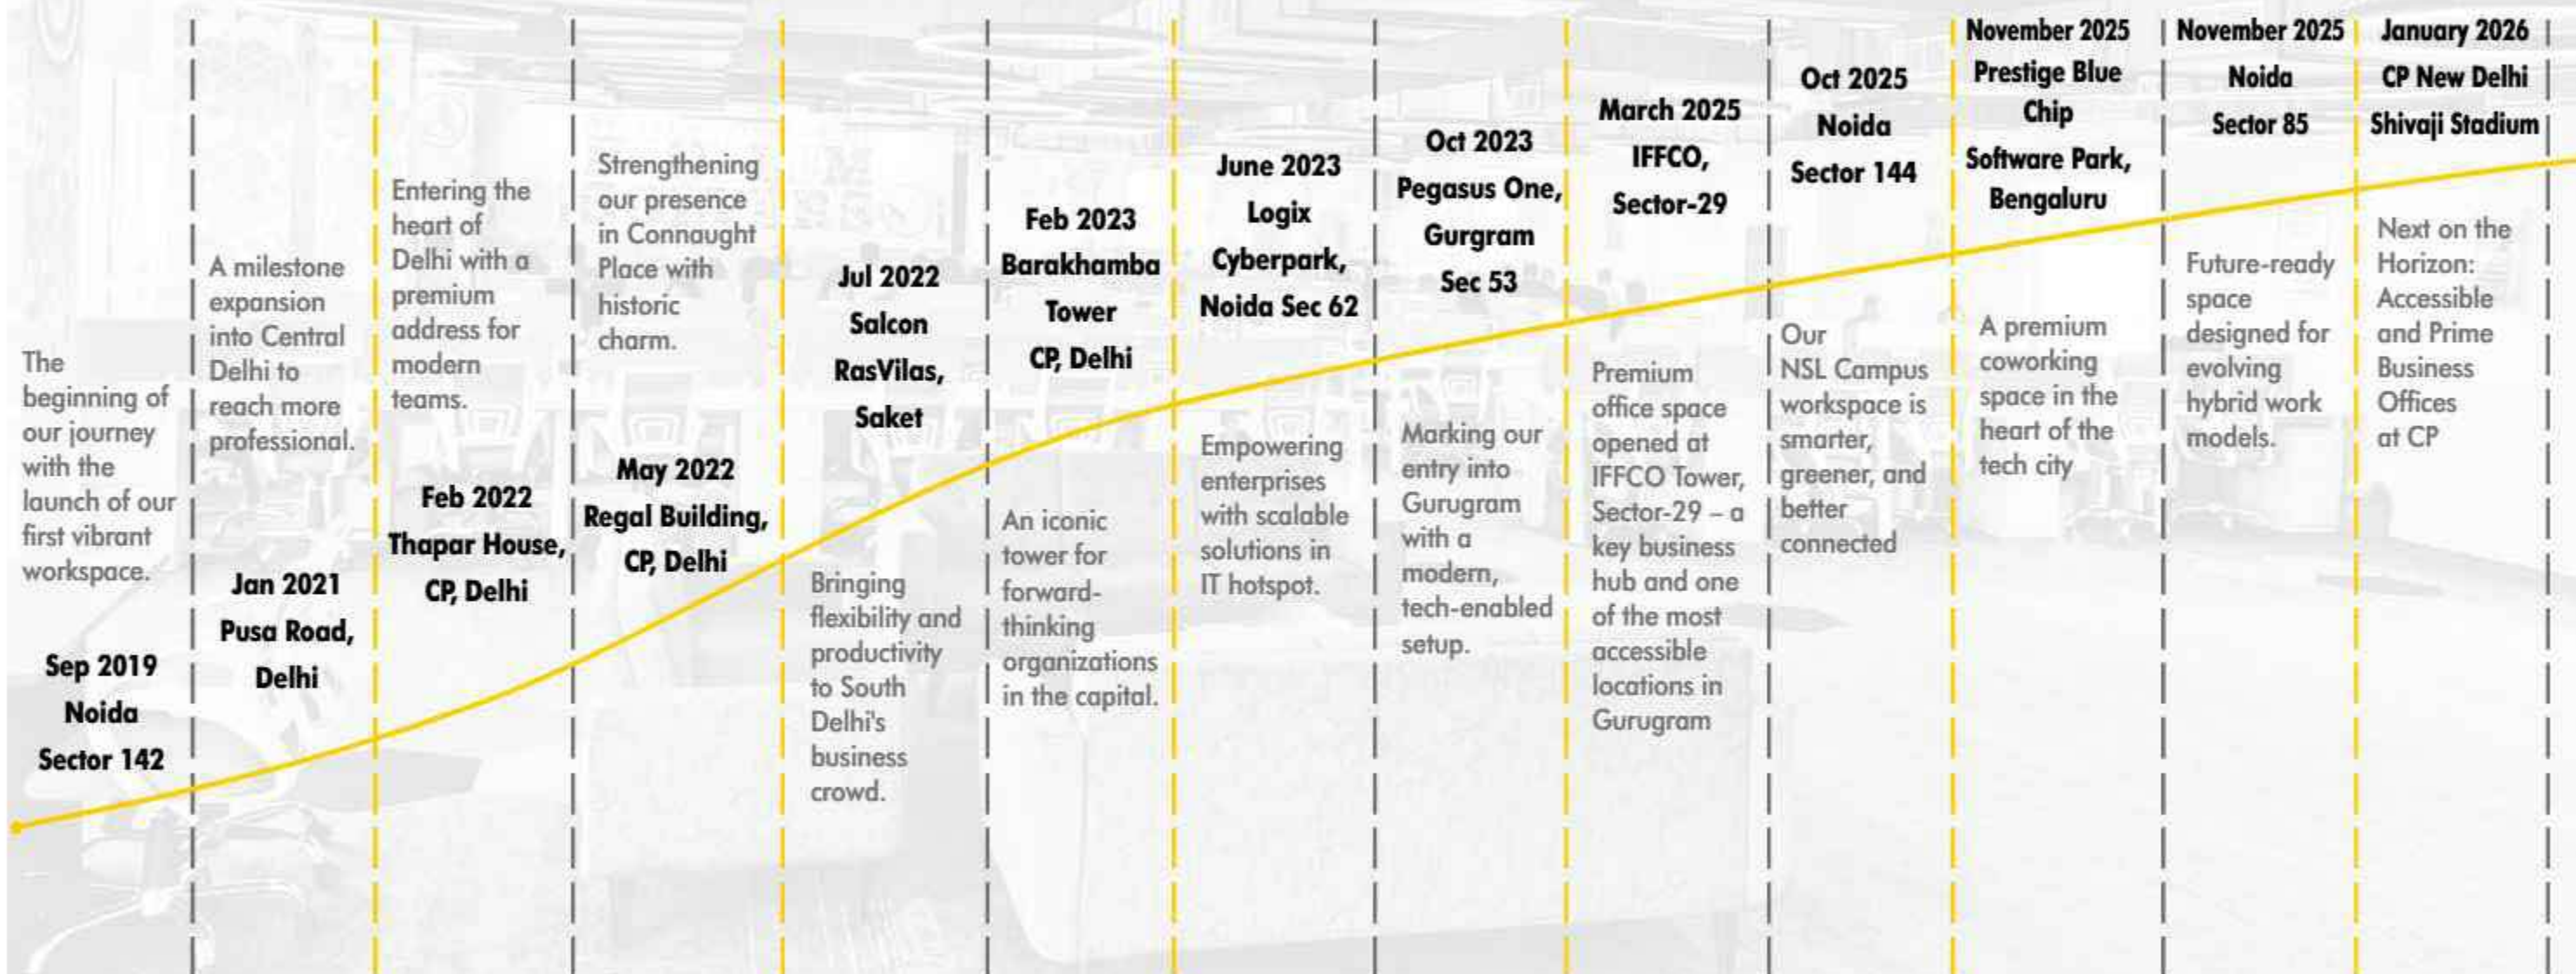 The
beginning of
our journey
with the
launch of our
first vibrant
workspace.
Sep 2019
Noida
Sector 142
A milestone
expansion
into Central
Delhi to
reach more
professional.
Jan 2021
Pusa Road,
Delhi
Entering the
heart of
Delhi with a
premium
address for
modern
teams.
Feb 2022
Thapar House,
CP, Delhi
Strengthening
our presence
in Connaught
Place with
historic
charm.
May 2022
Regal Building,
CP, Delhi
Jul 2022
Salcon
RasVilas,
Saket
Bringing
flexibility and
productivity
to South
Delhi's
business
crowd.
Feb 2023
Barakhamba
Tower
CP, Delhi
An iconic
tower for
forward-
thinking
organizations
in the capital.
June 2023
Logix
Cyberpark,
Noida Sec 62
Empowering
enterprises
with scalable
solutions in
IT hotspot.
Oct 2023
Pegasus One,
Gurgram
Sec 53
Marking our
entry into
Gurugram
with a
modern,
tech-enabled
setup.
March 2025
IFFCO,
Sector-29
Premium
office space
opened at
IFFCO Tower,
Sector-29 – a
key business
hub and one
of the most
accessible
locations in
Gurugram
Oct 2025
Noida
Sector 144
Our
NSL Campus
workspace is
smarter,
greener, and
better
connected
November 2025
Prestige Blue
Chip
Software Park,
Bengaluru
A premium
coworking
space in the
heart of the
tech city
November 2025
Noida
Sector 85
Future-ready
space
designed for
evolving
hybrid work
models.
January 2026
CP New Delhi
Shivaji Stadium
Next on the
Horizon:
Accessible
and Prime
Business
Offices
at CP